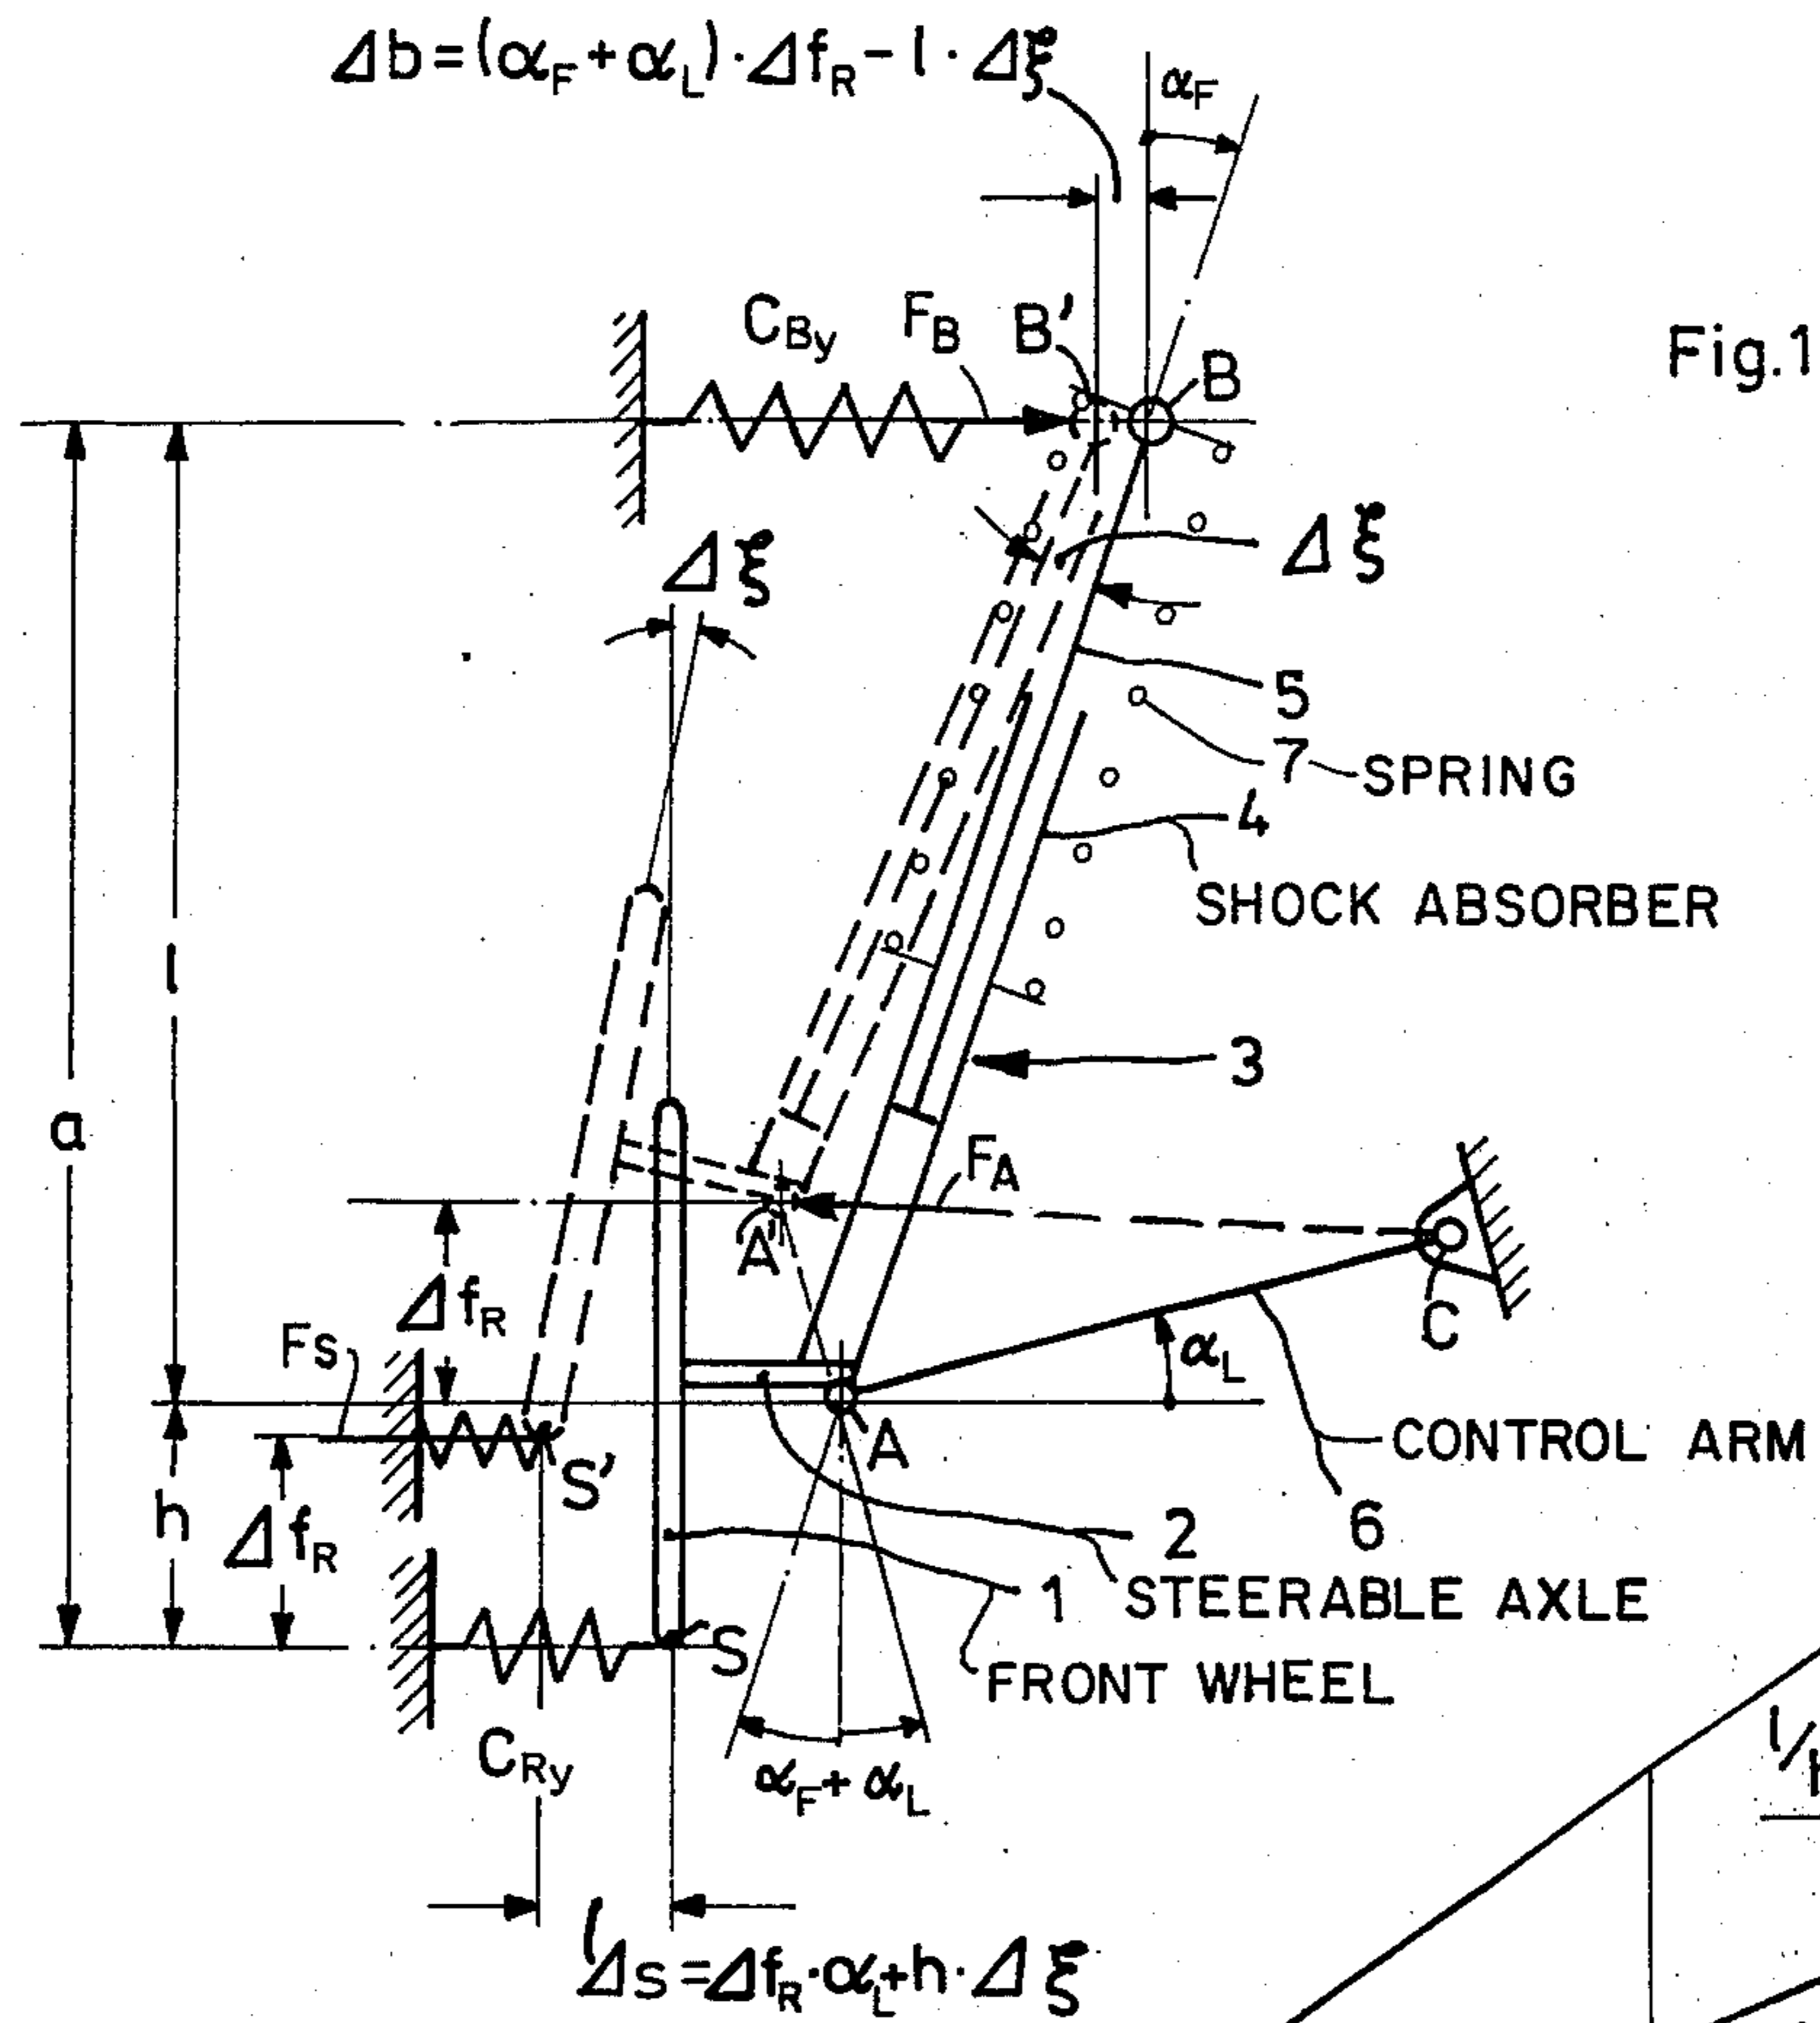 Δb=(α_F+α_L)·Δf_R-l·Δξ
α_F
C_By
F_B
B'
B
Fig.1
Δξ
Δξ
5
7
SPRING
4
SHOCK ABSORBER
l
3
a
F_A
A'
Δf_R
C
F_S
α_L
A
CONTROL ARM
S'
h
Δf_R
2
6
1
STEERABLE AXLE
S
FRONT WHEEL
C_Ry
α_F+α_L
l/h
Δs=Δf_R·α_L+h·Δξ